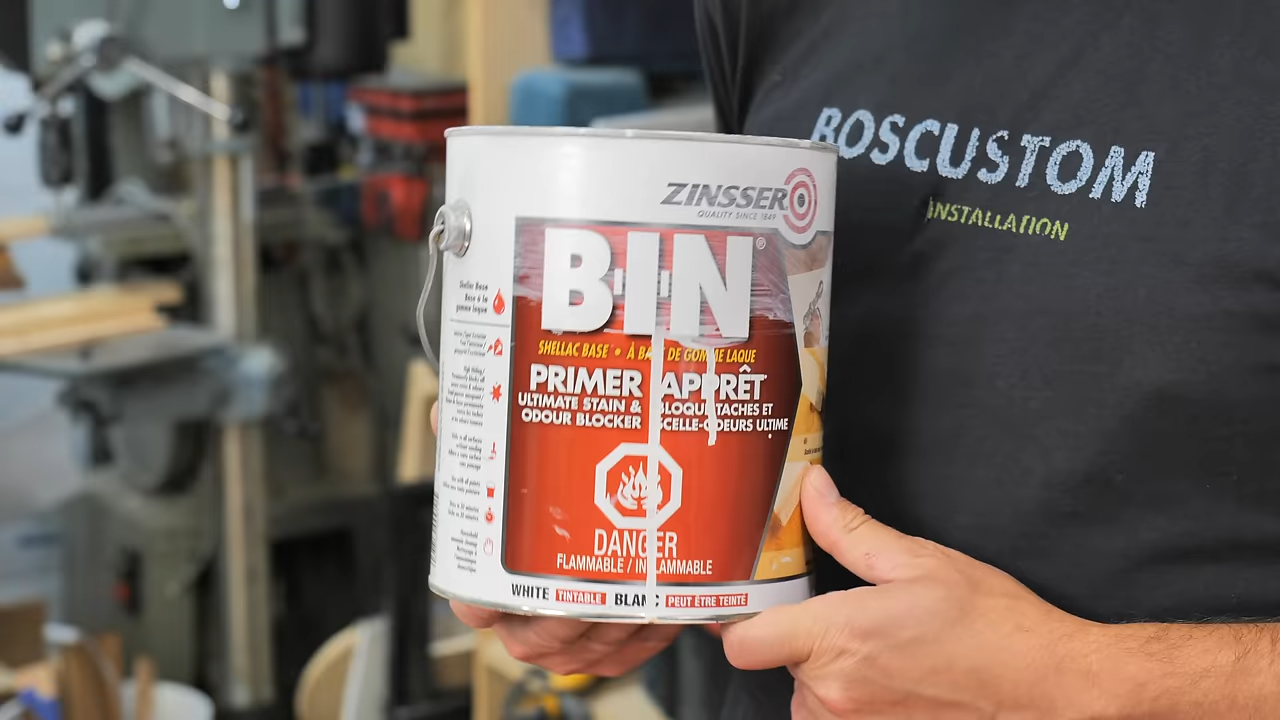 BOSCUSTOM
INSTALLATION
ZINSSER
QUALITY SINCE 1849
B-I-N®
SHELLAC BASE • À BASE DE GOMME LAQUE
PRIMER APPRÊT
ULTIMATE STAIN & BLOQUE TACHES ET
ODOUR BLOCKER SCELLE-ODEURS ULTIME
Shellac Base
Base à la
gomme laque
DANGER
FLAMMABLE / INFLAMMABLE
WHITE TINTABLE BLANC PEUT ÊTRE TEINTÉ